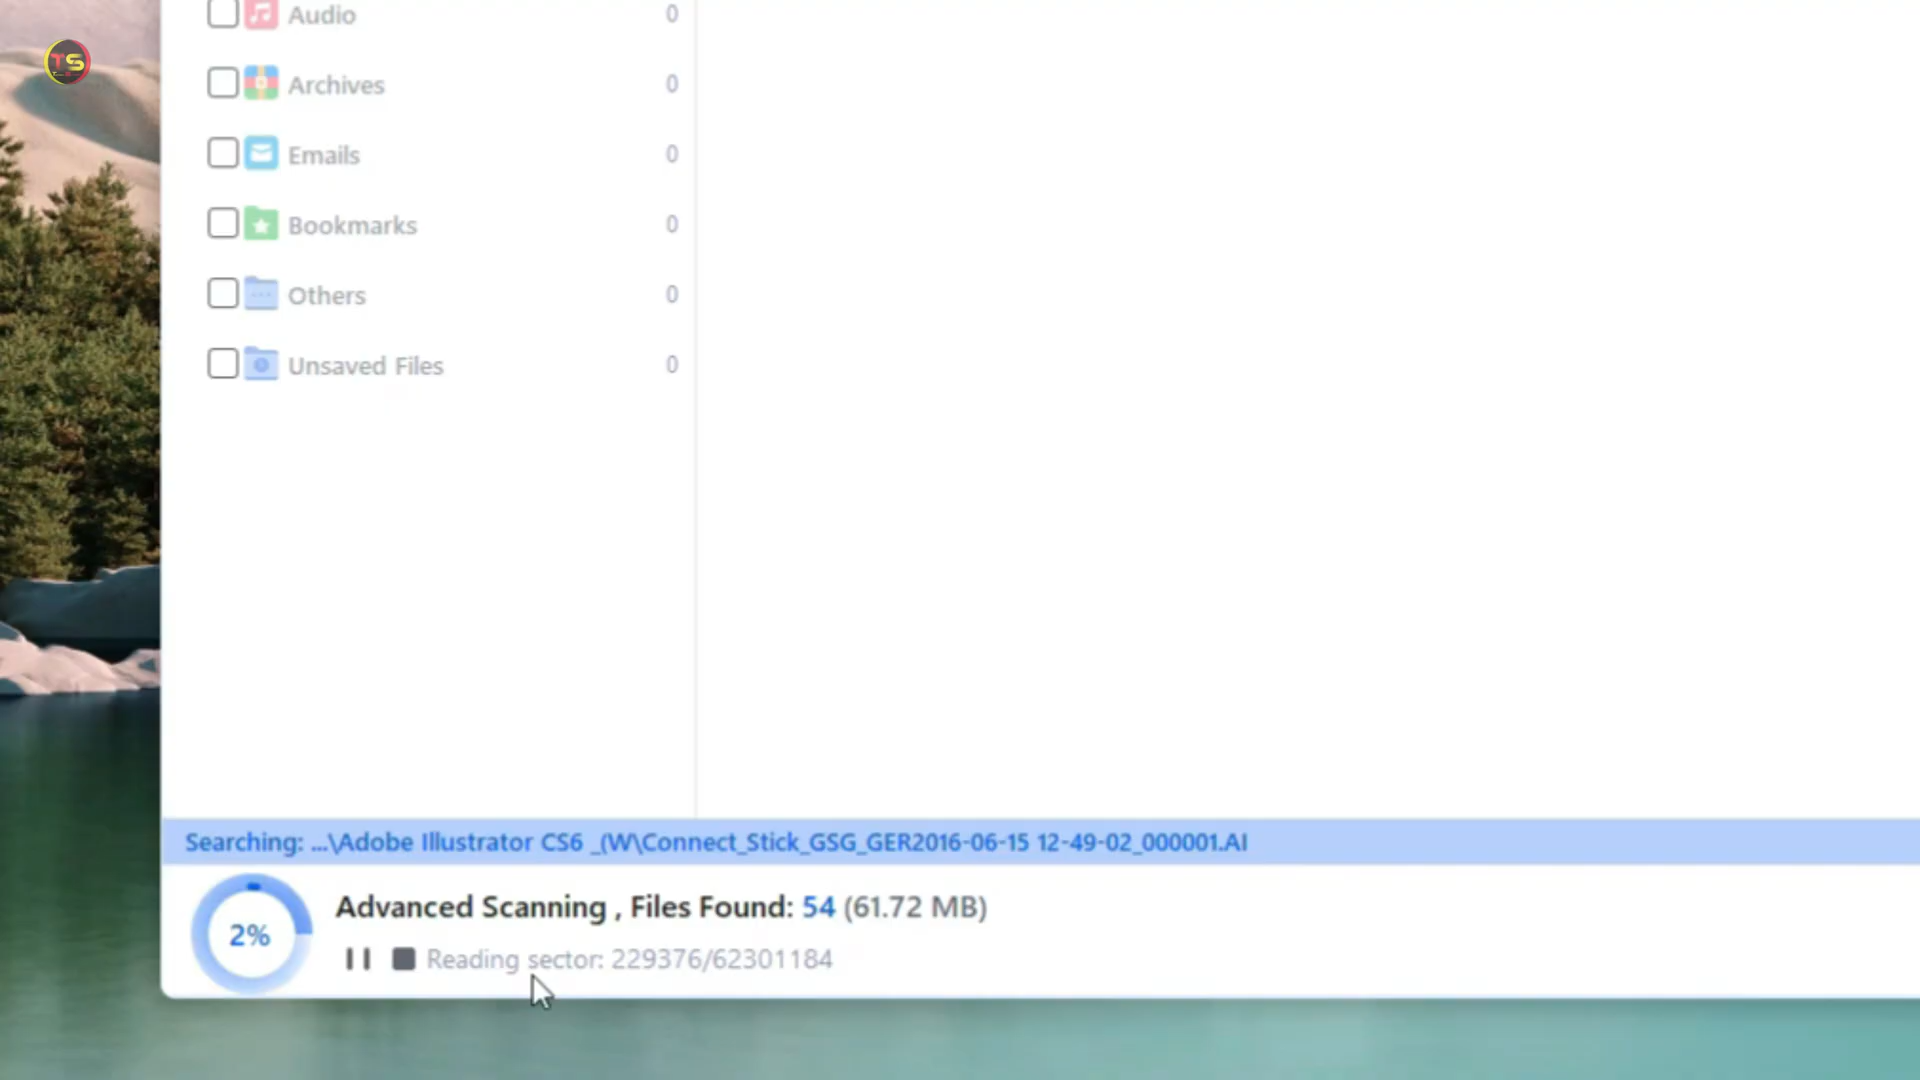 TS
Audio 0
Archives 0
Emails 0
Bookmarks 0
Others 0
Unsaved Files 0
Searching: ...\Adobe Illustrator CS6 _(W\Connect_Stick_GSG_GER2016-06-15 12-49-02_000001.AI
2%
Advanced Scanning , Files Found: 54 (61.72 MB)
Reading sector: 229376/62301184